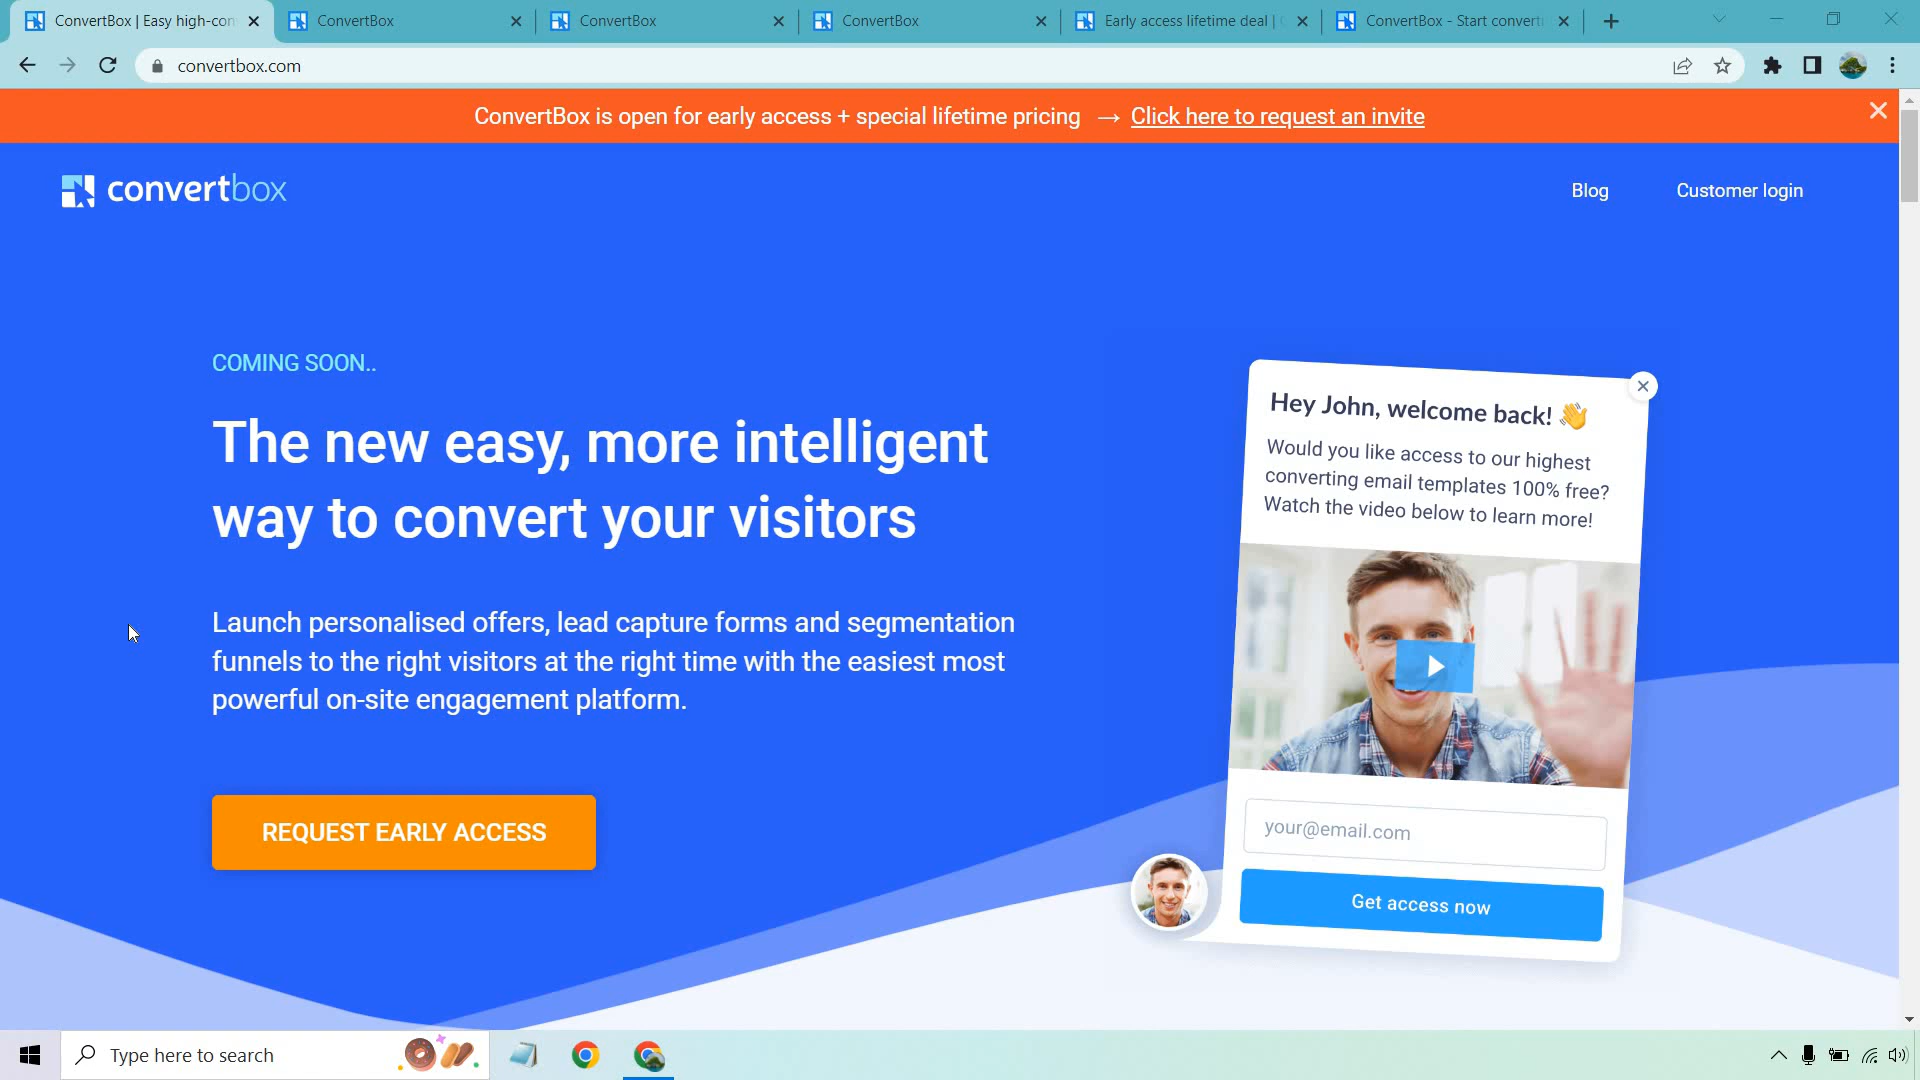 ConvertBox | Easy high-con
ConvertBox
ConvertBox
ConvertBox
Early access lifetime deal |
ConvertBox - Start converti
convertbox.com
ConvertBox is open for early access + special lifetime pricing → Click here to request an invite
convertbox
Blog
Customer login
COMING SOON..
The new easy, more intelligent
way to convert your visitors
Launch personalised offers, lead capture forms and segmentation
funnels to the right visitors at the right time with the easiest most
powerful on-site engagement platform.
REQUEST EARLY ACCESS
Hey John, welcome back! 👋
Would you like access to our highest
converting email templates 100% free?
Watch the video below to learn more!
your@email.com
Get access now
Type here to search